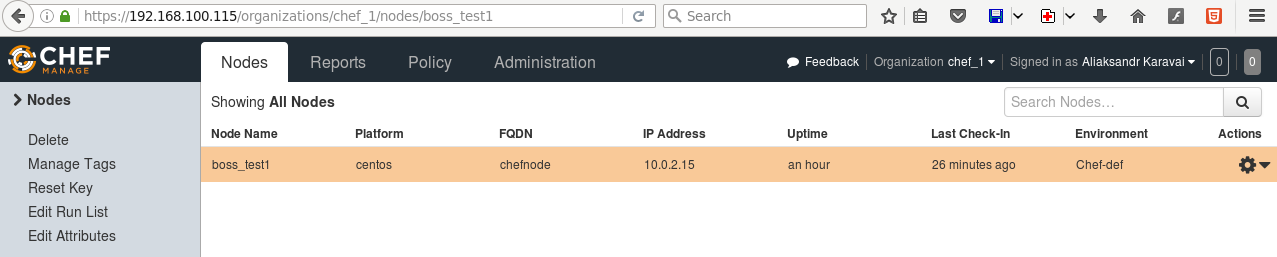 https://192.168.100.115/organizations/chef_1/nodes/boss_test1 Search
CHEF MANAGE Nodes Reports Policy Administration Feedback Organization chef_1 Signed in as Aliaksandr Karavai 0 0
Nodes
Delete
Manage Tags
Reset Key
Edit Run List
Edit Attributes
Showing All Nodes Search Nodes...
Node Name Platform FQDN IP Address Uptime Last Check-In Environment Actions
boss_test1 centos chefnode 10.0.2.15 an hour 26 minutes ago Chef-def